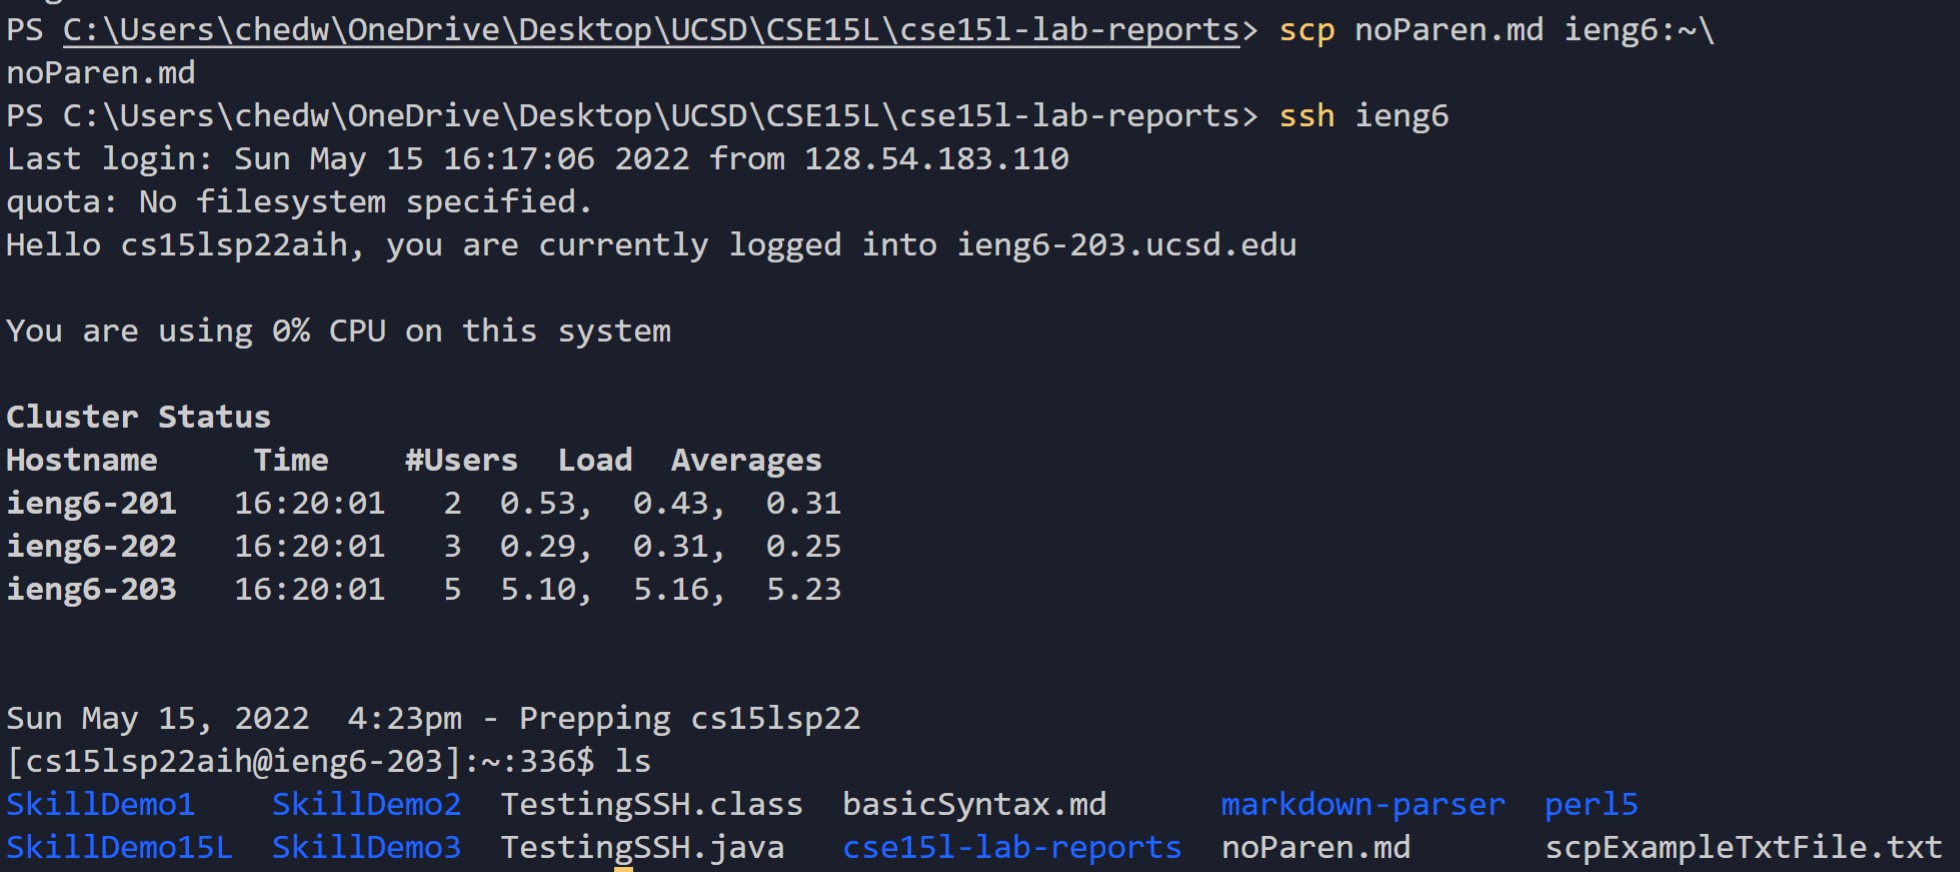 PS C:\Users\chedw\OneDrive\Desktop\UCSD\CSE15L\cse15l-lab-reports> scp noParen.md ieng6:~\
noParen.md
PS C:\Users\chedw\OneDrive\Desktop\UCSD\CSE15L\cse15l-lab-reports> ssh ieng6
Last login: Sun May 15 16:17:06 2022 from 128.54.183.110
quota: No filesystem specified.
Hello cs15lsp22aih, you are currently logged into ieng6-203.ucsd.edu
You are using 0% CPU on this system
Cluster Status
Hostname     Time    #Users  Load  Averages
ieng6-201   16:20:01   2  0.53,  0.43,  0.31
ieng6-202   16:20:01   3  0.29,  0.31,  0.25
ieng6-203   16:20:01   5  5.10,  5.16,  5.23
Sun May 15, 2022  4:23pm - Prepping cs15lsp22
[cs15lsp22aih@ieng6-203]:~:336$ ls
SkillDemo1    SkillDemo2  TestingSSH.class  basicSyntax.md      markdown-parser  perl5
SkillDemo15L  SkillDemo3  TestingSSH.java   cse15l-lab-reports  noParen.md       scpExampleTxtFile.txt